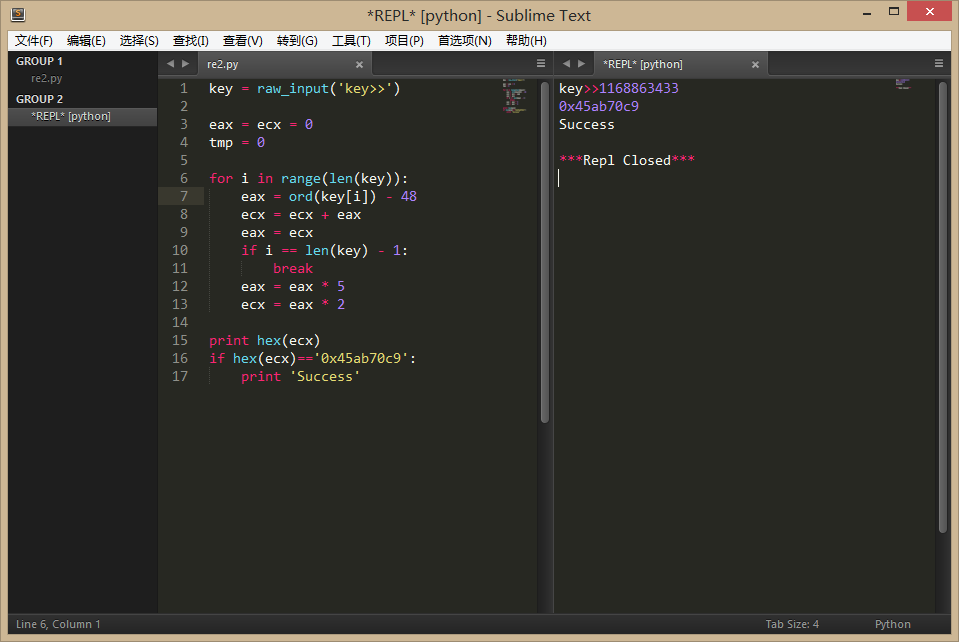 *REPL* [python] - Sublime Text
文件(F) 编辑(E) 选择(S) 查找(I) 查看(V) 转到(G) 工具(T) 项目(P) 首选项(N) 帮助(H)
GROUP 1
re2.py
GROUP 2
*REPL* [python]
re2.py
1 key = raw_input('key>>')
2
3 eax = ecx = 0
4 tmp = 0
5
6 for i in range(len(key)):
7     eax = ord(key[i]) - 48
8     ecx = ecx + eax
9     eax = ecx
10     if i == len(key) - 1:
11         break
12     eax = eax * 5
13     ecx = eax * 2
14
15 print hex(ecx)
16 if hex(ecx)=='0x45ab70c9':
17     print 'Success'
*REPL* [python]
key>>1168863433
0x45ab70c9
Success
***Repl Closed***
Line 6, Column 1
Tab Size: 4
Python